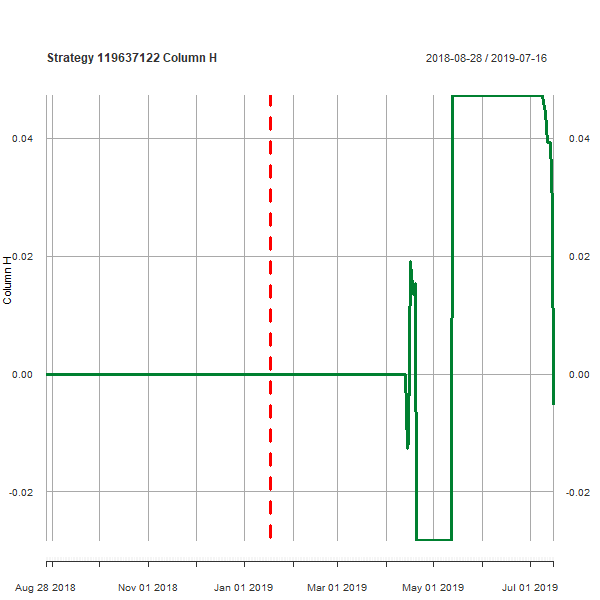 Strategy 119637122 Column H
2018-08-28 / 2019-07-16
0.04
0.04
0.02
0.02
Column H
0.00
0.00
-0.02
-0.02
Aug 28 2018
Nov 01 2018
Jan 01 2019
Mar 01 2019
May 01 2019
Jul 01 2019